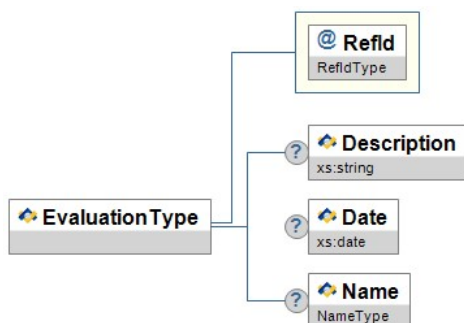 @ RefId
RefIdType
? Description
xs:string
EvaluationType
? Date
xs:date
? Name
NameType